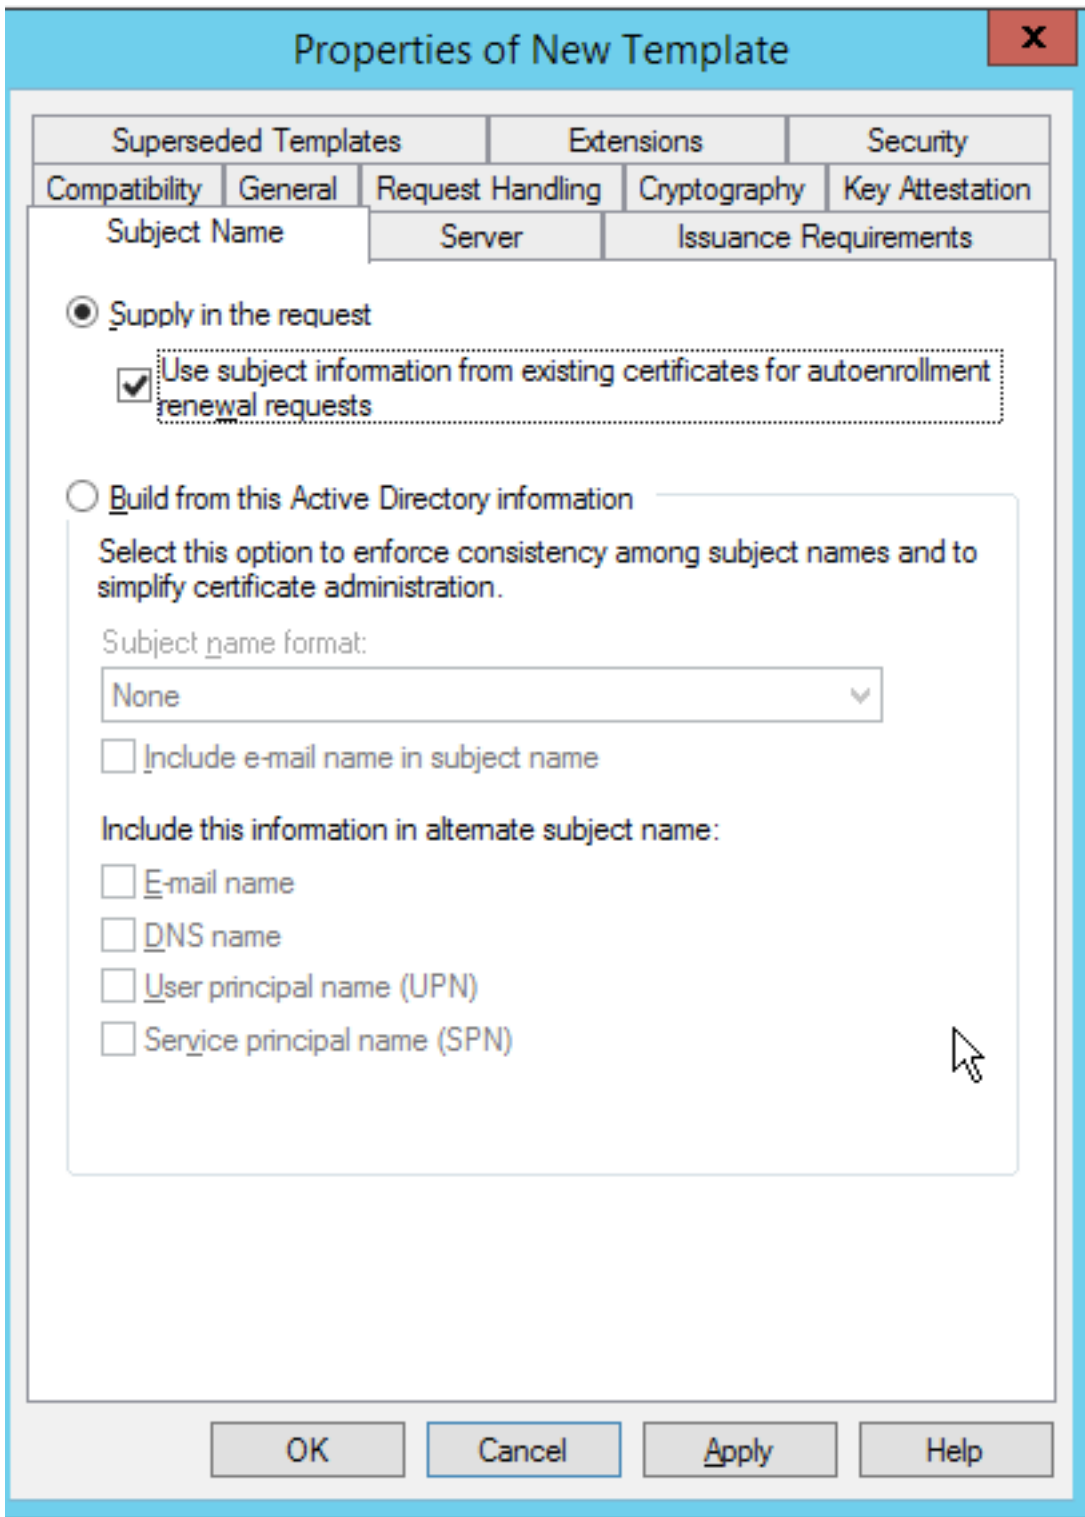 Properties of New Template
x
Superseded Templates
Extensions
Security
Compatibility
General
Request Handling
Cryptography
Key Attestation
Subject Name
Server
Issuance Requirements
Supply in the request
Use subject information from existing certificates for autoenrollment
renewal requests
Build from this Active Directory information
Select this option to enforce consistency among subject names and to
simplify certificate administration.
Subject name format:
None
Include e-mail name in subject name
Include this information in alternate subject name:
E-mail name
DNS name
User principal name (UPN)
Service principal name (SPN)
OK
Cancel
Apply
Help